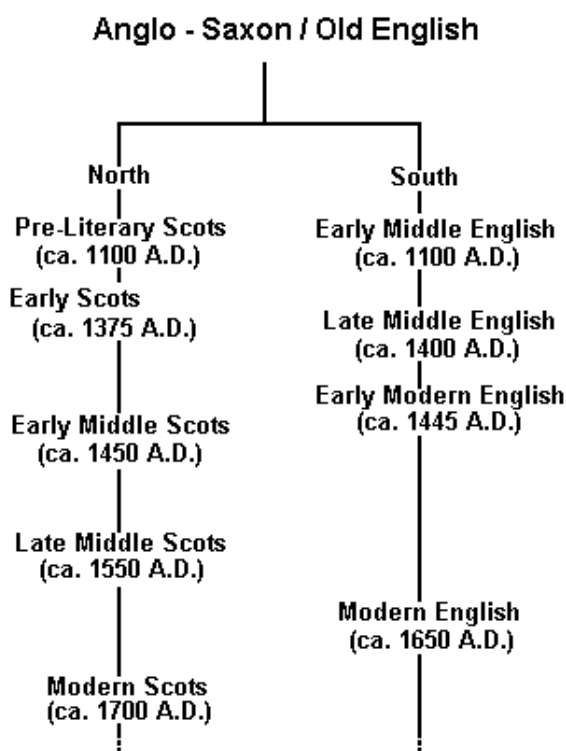 Anglo - Saxon / Old English
North
Pre-Literary Scots
(ca. 1100 A.D.)
Early Scots
(ca. 1375 A.D.)
Early Middle Scots
(ca. 1450 A.D.)
Late Middle Scots
(ca. 1550 A.D.)
Modern Scots
(ca. 1700 A.D.)
South
Early Middle English
(ca. 1100 A.D.)
Late Middle English
(ca. 1400 A.D.)
Early Modern English
(ca. 1445 A.D.)
Modern English
(ca. 1650 A.D.)